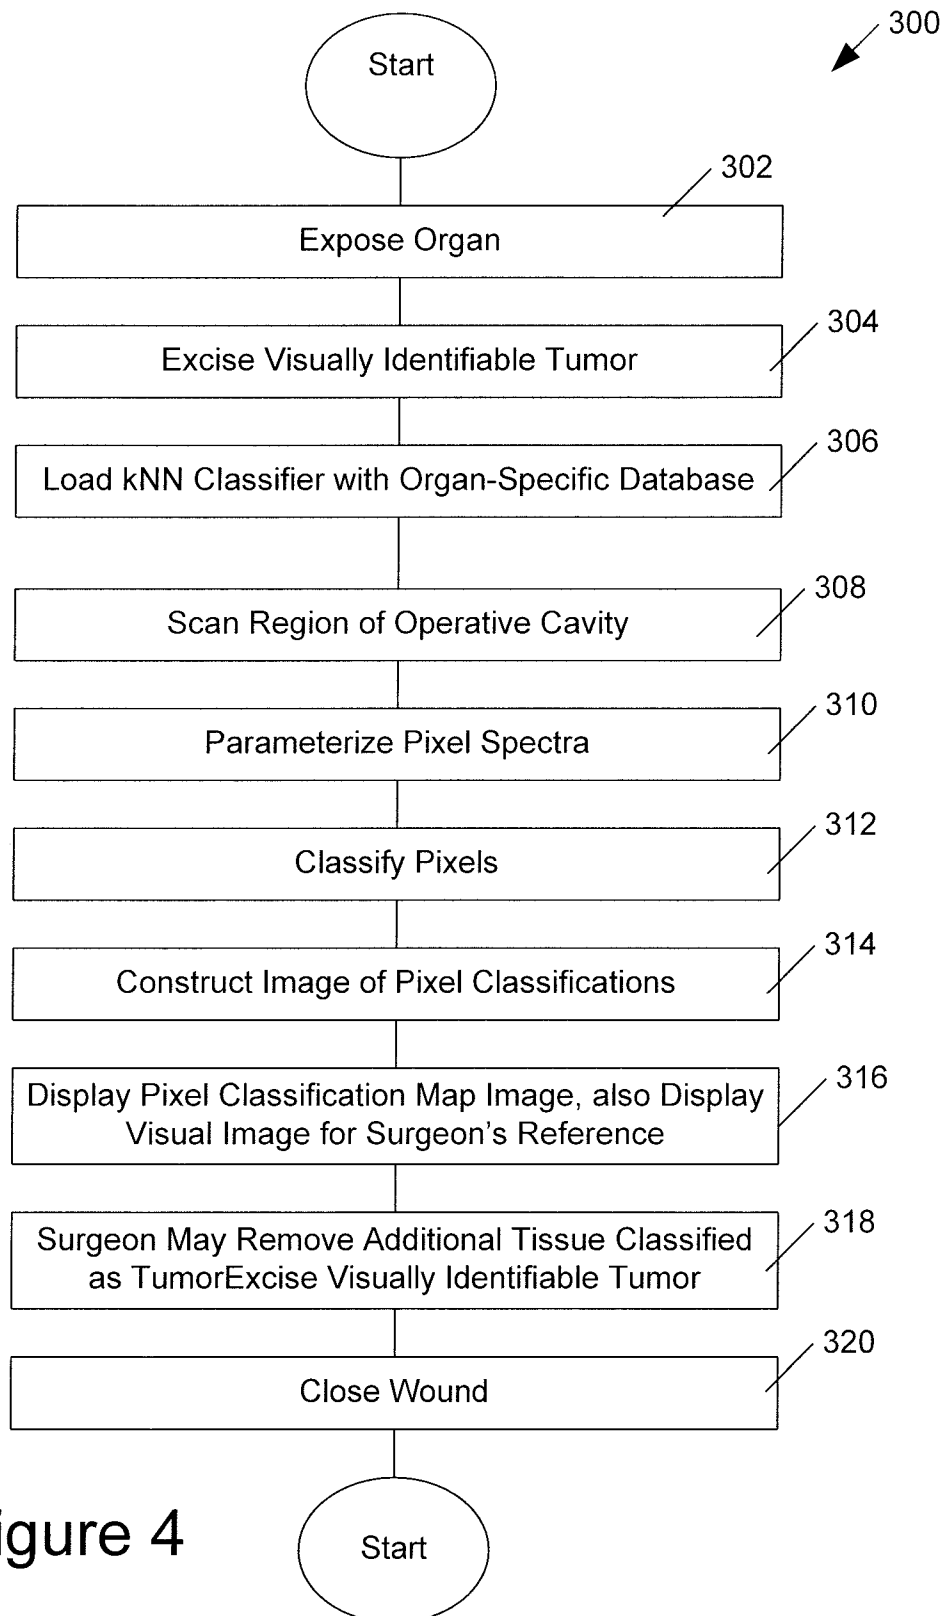 300
Start
302
Expose Organ
304
Excise Visually Identifiable Tumor
306
Load kNN Classifier with Organ-Specific Database
308
Scan Region of Operative Cavity
310
Parameterize Pixel Spectra
312
Classify Pixels
314
Construct Image of Pixel Classifications
316
Display Pixel Classification Map Image, also Display
Visual Image for Surgeon's Reference
318
Surgeon May Remove Additional Tissue Classified
as TumorExcise Visually Identifiable Tumor
320
Close Wound
igure 4
Start